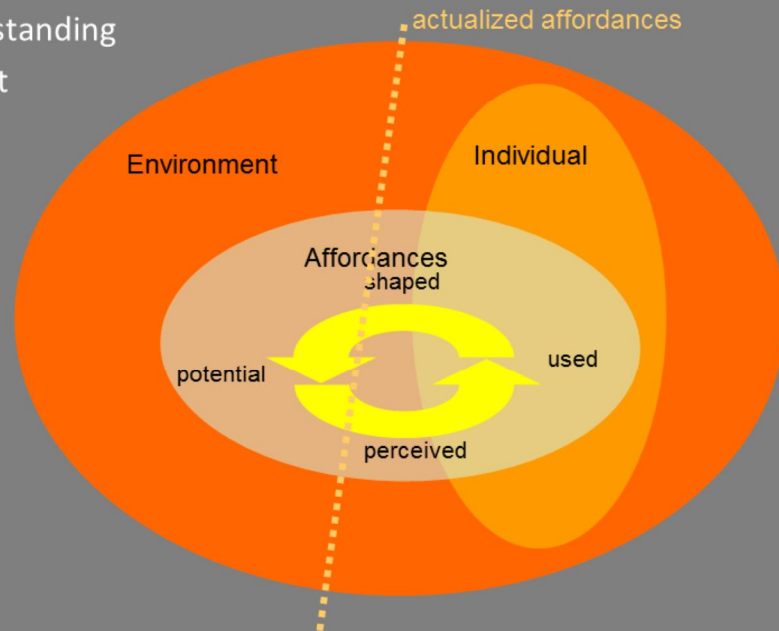 actualized affordances
standing
t
Environment
Individual
Affordances
shaped
potential
used
perceived